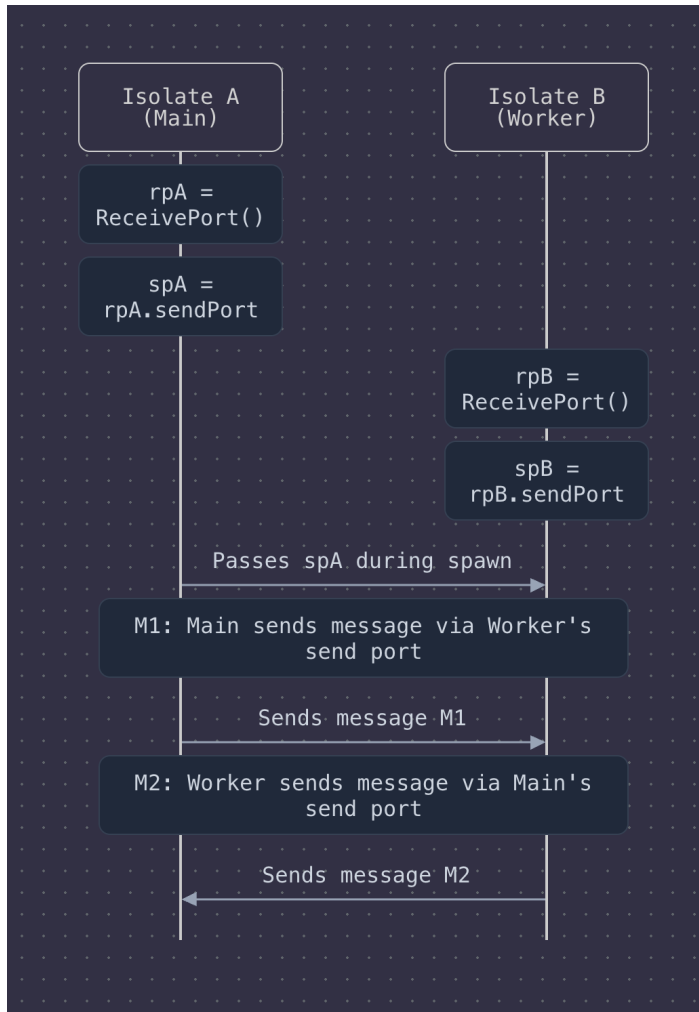 Isolate A
(Main)
Isolate B
(Worker)
rpA =
ReceivePort()
spA =
rpA.sendPort
rpB =
ReceivePort()
spB =
rpB.sendPort
Passes spA during spawn
M1: Main sends message via Worker's
send port
Sends message M1
M2: Worker sends message via Main's
send port
Sends message M2